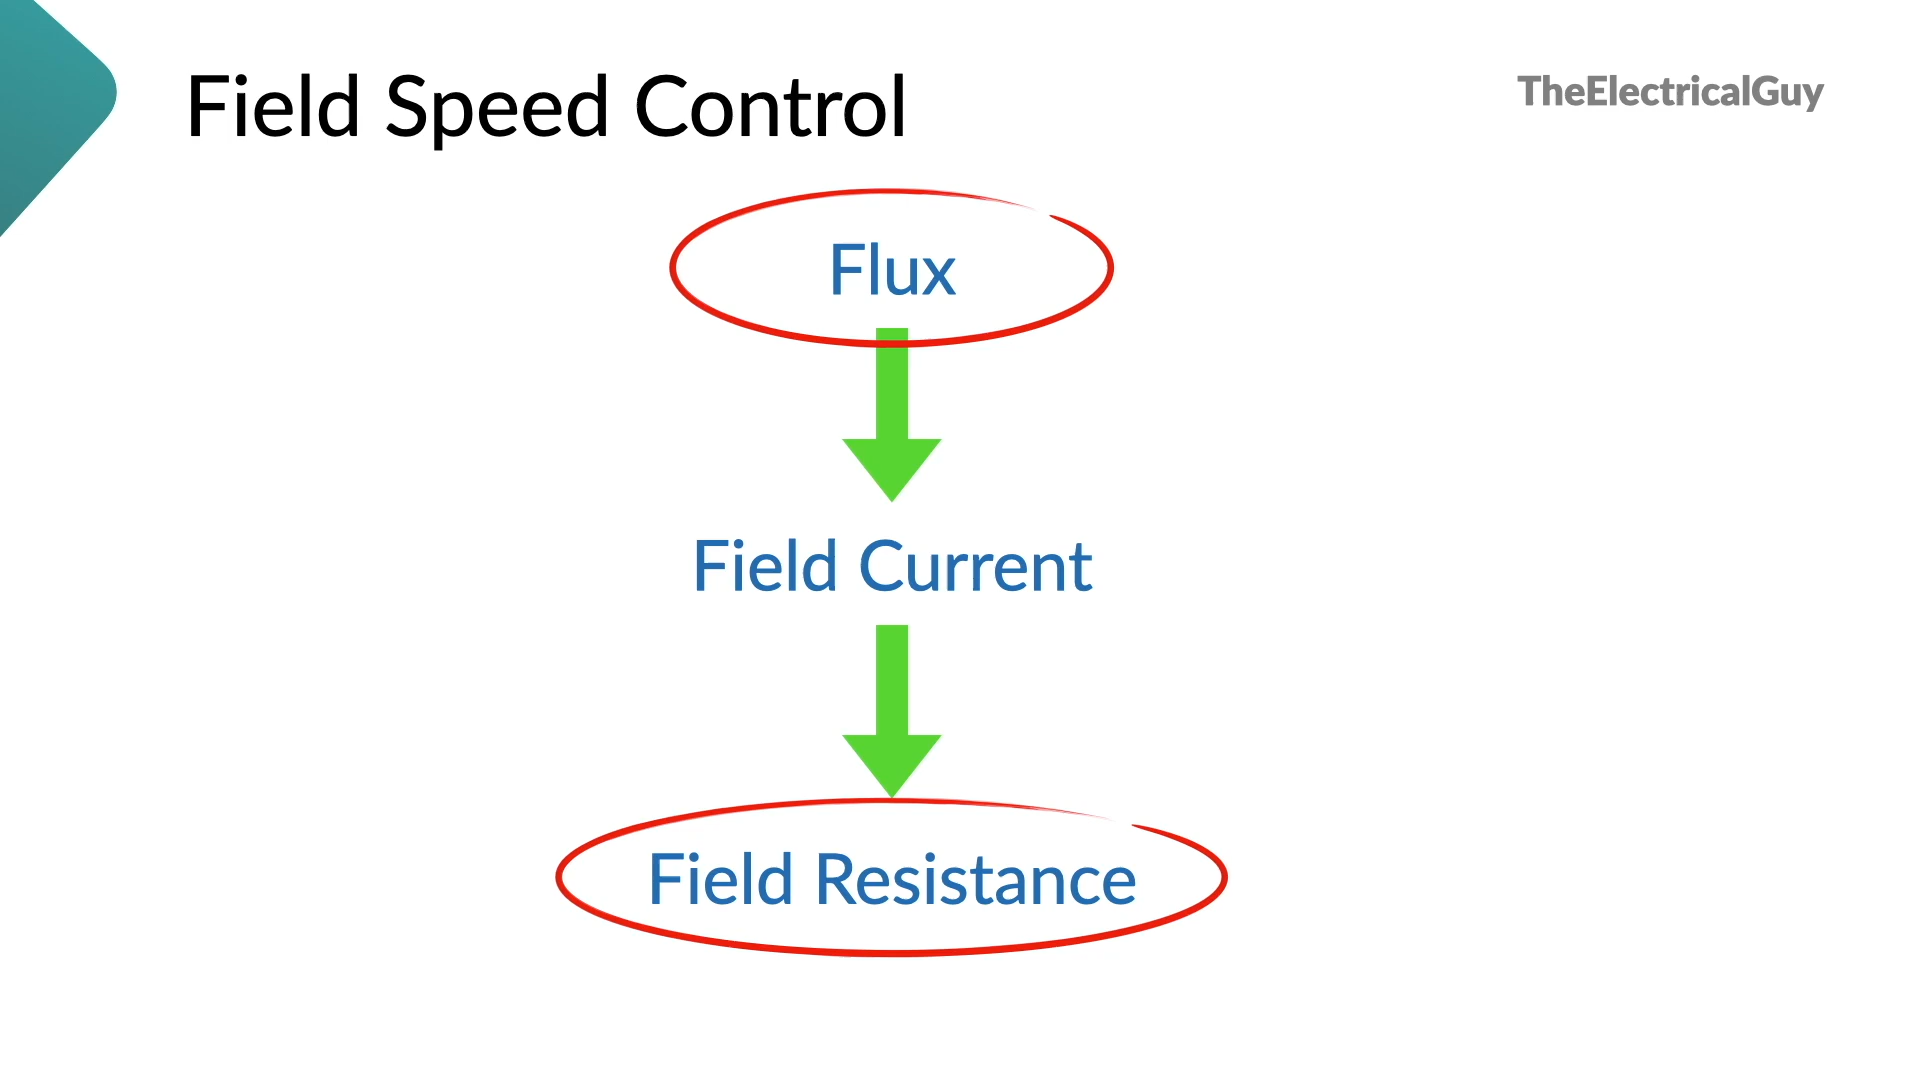 Field Speed Control
TheElectricalGuy
Flux
Field Current
Field Resistance